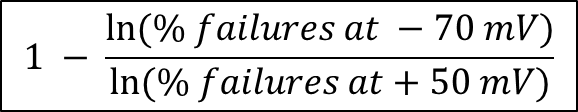 1 − ln(% failures at − 70 mV)
ln(% failures at + 50 mV)